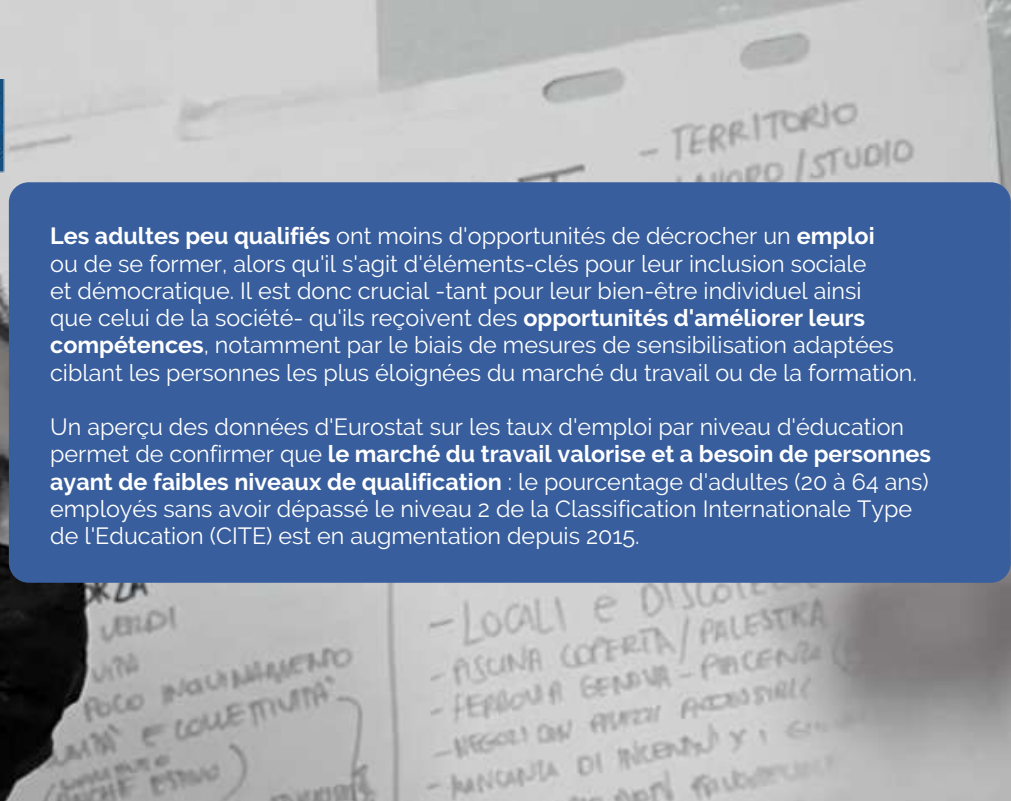 - TERRITORIO
/STUDIO
Les adultes peu qualifiés ont moins d'opportunités de décrocher un emploi
ou de se former, alors qu'il s'agit d'éléments-clés pour leur inclusion sociale
et démocratique. Il est donc crucial -tant pour leur bien-être individuel ainsi
que celui de la société- qu'ils reçoivent des opportunités d'améliorer leurs
compétences, notamment par le biais de mesures de sensibilisation adaptées
ciblant les personnes les plus éloignées du marché du travail ou de la formation.
Un aperçu des données d'Eurostat sur les taux d'emploi par niveau d'éducation
permet de confirmer que le marché du travail valorise et a besoin de personnes
ayant de faibles niveaux de qualification : le pourcentage d'adultes (20 à 64 ans)
employés sans avoir dépassé le niveau 2 de la Classification Internationale Type
de l'Education (CITE) est en augmentation depuis 2015.
POCO INQUINAMENTO
- LOCALI e
- PISCINA COPERTA / PALESTRA
- FERROVIA GENOVA - PIACENZA
- MANCANZA DI INCENTIVI